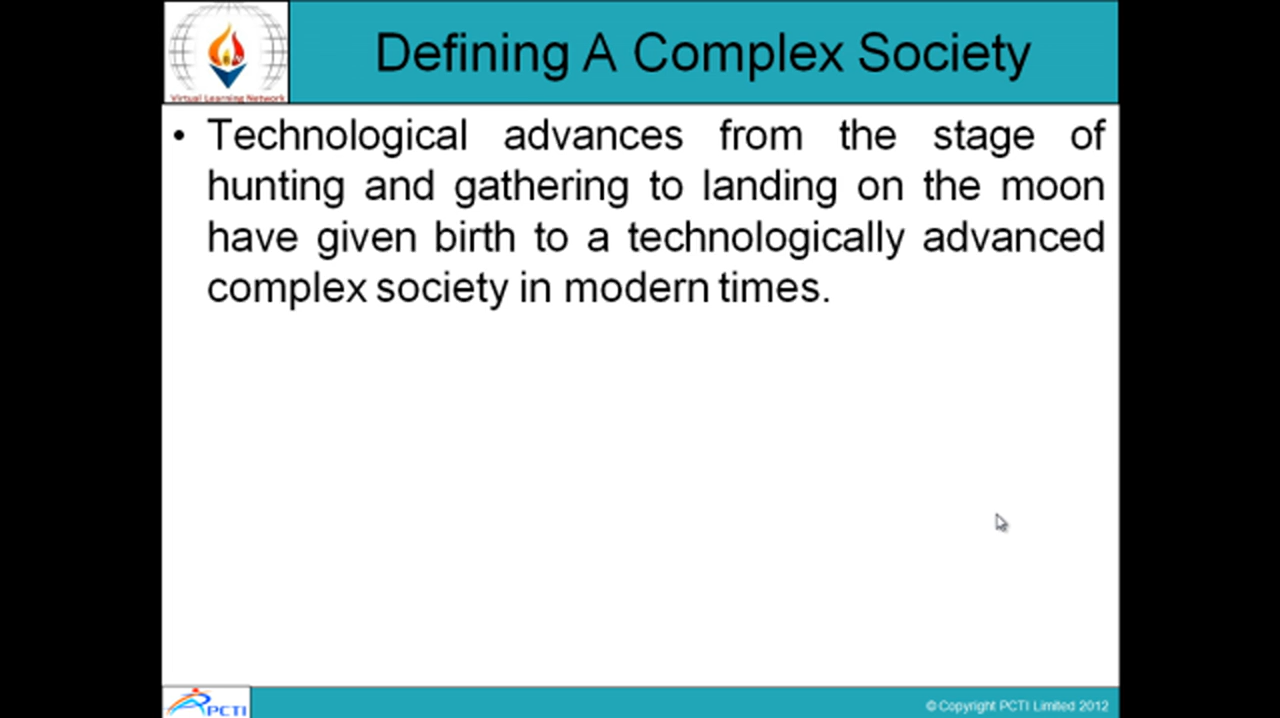 Defining A Complex Society
Virtual Learning Network
• Technological advances from the stage of
hunting and gathering to landing on the moon
have given birth to a technologically advanced
complex society in modern times.
PCTI
© Copyright PCTI Limited 2012